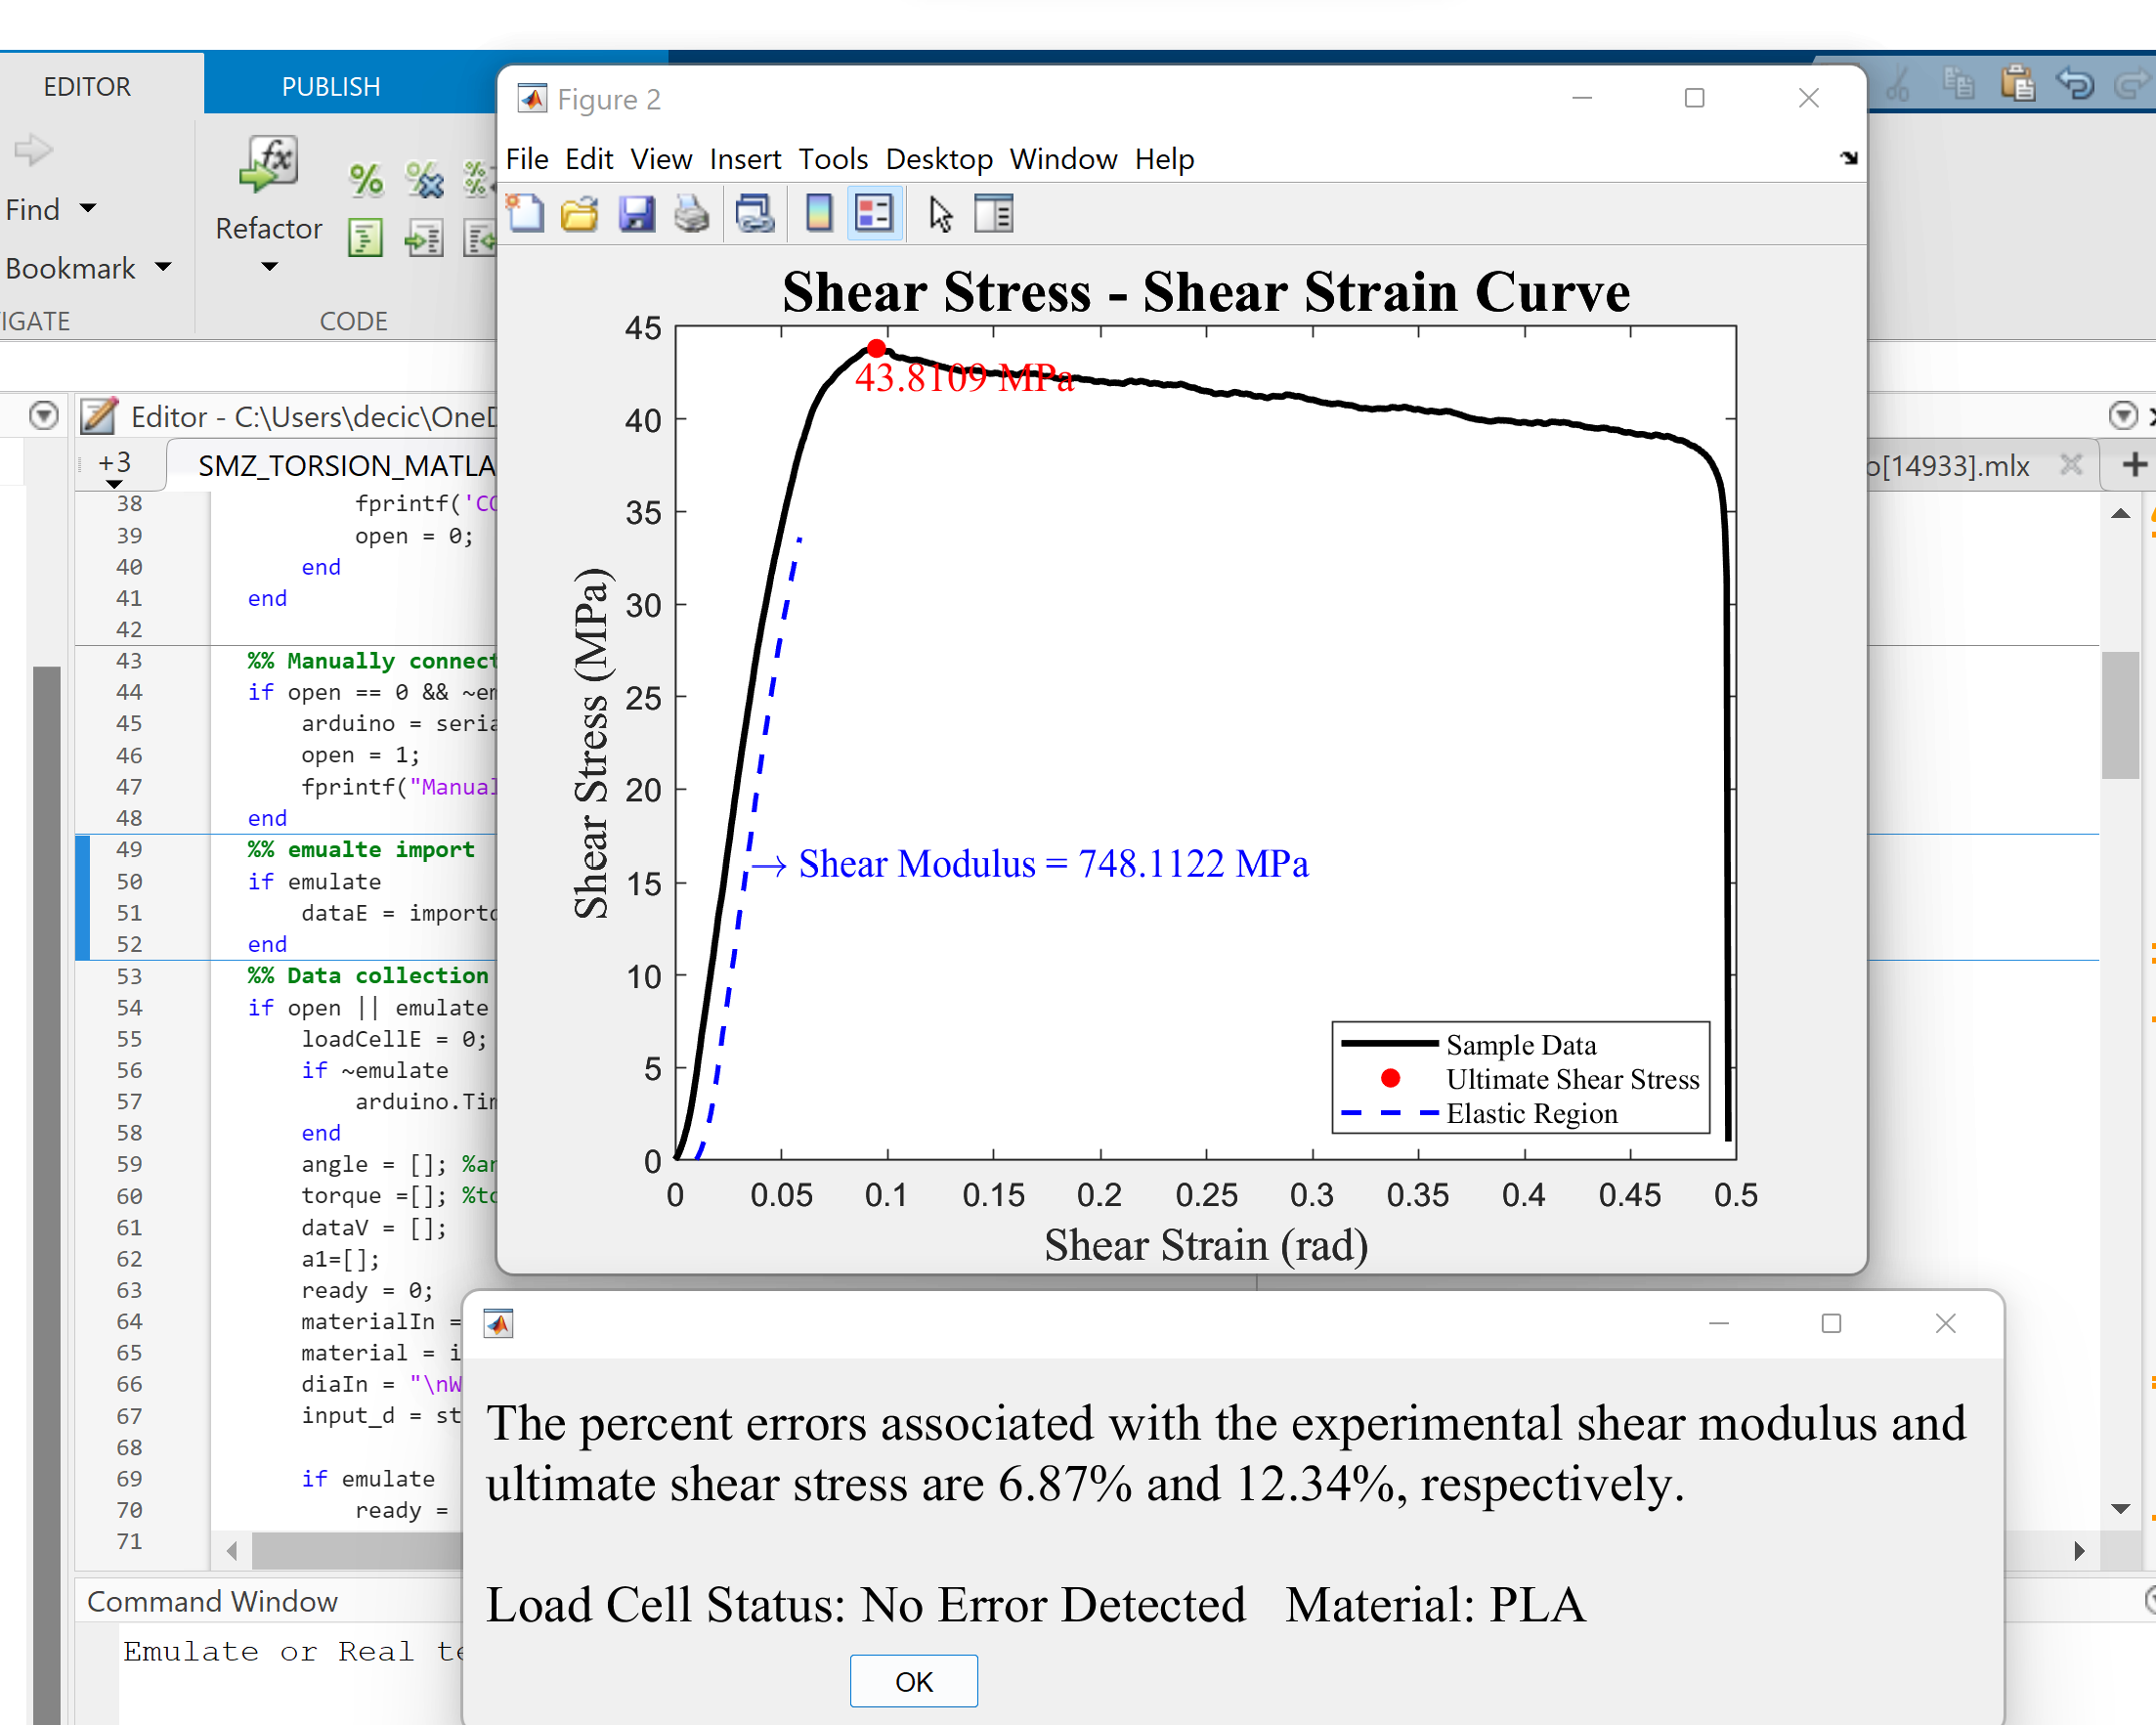 EDITOR
PUBLISH
Find
Refactor
Bookmark
IGATE
CODE
Figure 2
File Edit View Insert Tools Desktop Window Help
Shear Stress - Shear Strain Curve
45
40
35
30
25
20
15
10
5
0
0 0.05 0.1 0.15 0.2 0.25 0.3 0.35 0.4 0.45 0.5
Shear Stress (MPa)
Shear Strain (rad)
43.8109 MPa
→ Shear Modulus = 748.1122 MPa
Sample Data
Ultimate Shear Stress
Elastic Region
Editor - C:\Users\decic\OneD
+3
SMZ_TORSION_MATLA
o[14933].mlx
38 fprintf('CO
39 open = 0;
40 end
41 end
42
43 %% Manually connect
44 if open == 0 && ~em
45 arduino = seria
46 open = 1;
47 fprintf("Manual
48 end
49 %% emualte import
50 if emulate
51 dataE = importd
52 end
53 %% Data collection
54 if open || emulate
55 loadCellE = 0;
56 if ~emulate
57 arduino.Tim
58 end
59 angle = []; %an
60 torque =[]; %to
61 dataV = [];
62 a1=[];
63 ready = 0;
64 materialIn =
65 material = i
66 diaIn = "\nW
67 input_d = st
68
69 if emulate
70 ready =
71
Command Window
Emulate or Real te
The percent errors associated with the experimental shear modulus and
ultimate shear stress are 6.87% and 12.34%, respectively.
Load Cell Status: No Error Detected Material: PLA
OK